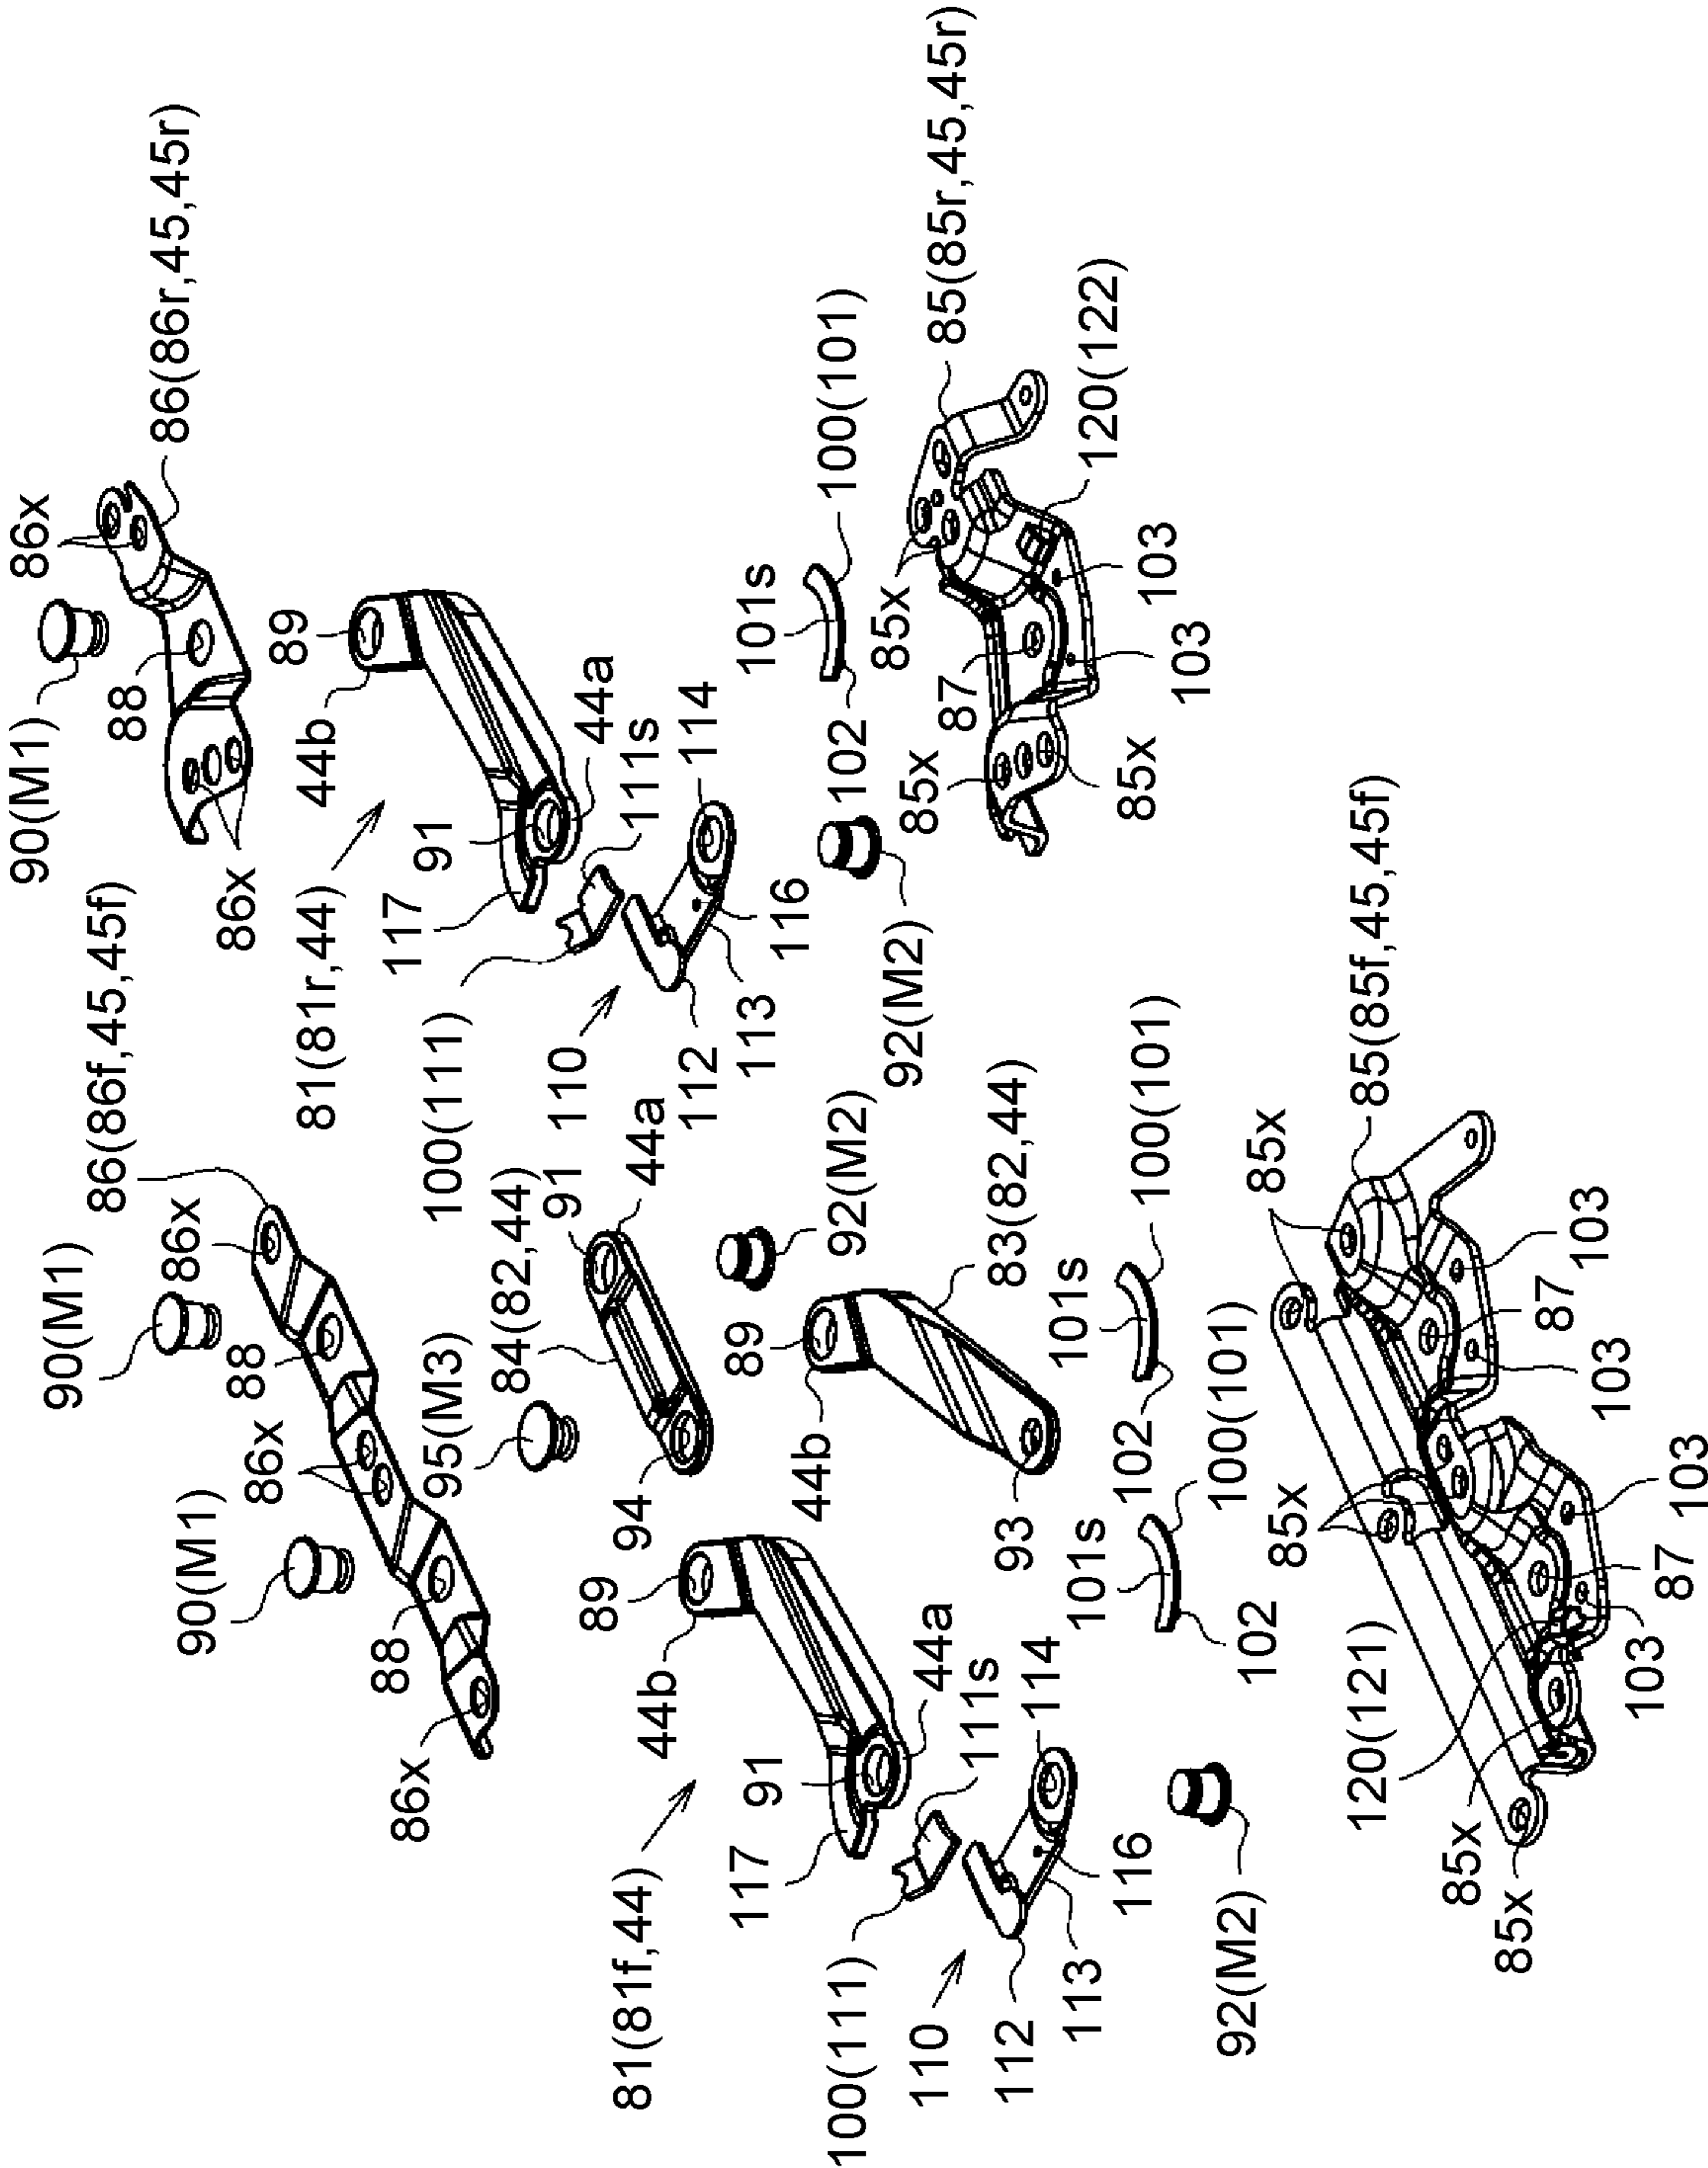 90(M1)
86x
86(86r,45,45r)
88
86x
89
44b
81(81r,44)
91
44a
117
111s
100(111)
114
110
116
112
113
92(M2)
101s
100(101)
102
85x
85(85r,45,45r)
87
85x
85x
120(122)
103
103
86(86f,45,45f)
86x
90(M1)
88
86x
90(M1)
88
86x
95(M3)
84(82,44)
91
44a
94
92(M2)
89
44b
83(82,44)
93
89
44b
81(81f,44)
91
44a
117
111s
100(111)
114
110
116
112
113
92(M2)
101s
100(101)
102
101s
100(101)
102
85x
85(85f,45,45f)
103
87
103
85x
103
87
103
120(121)
85x
85x